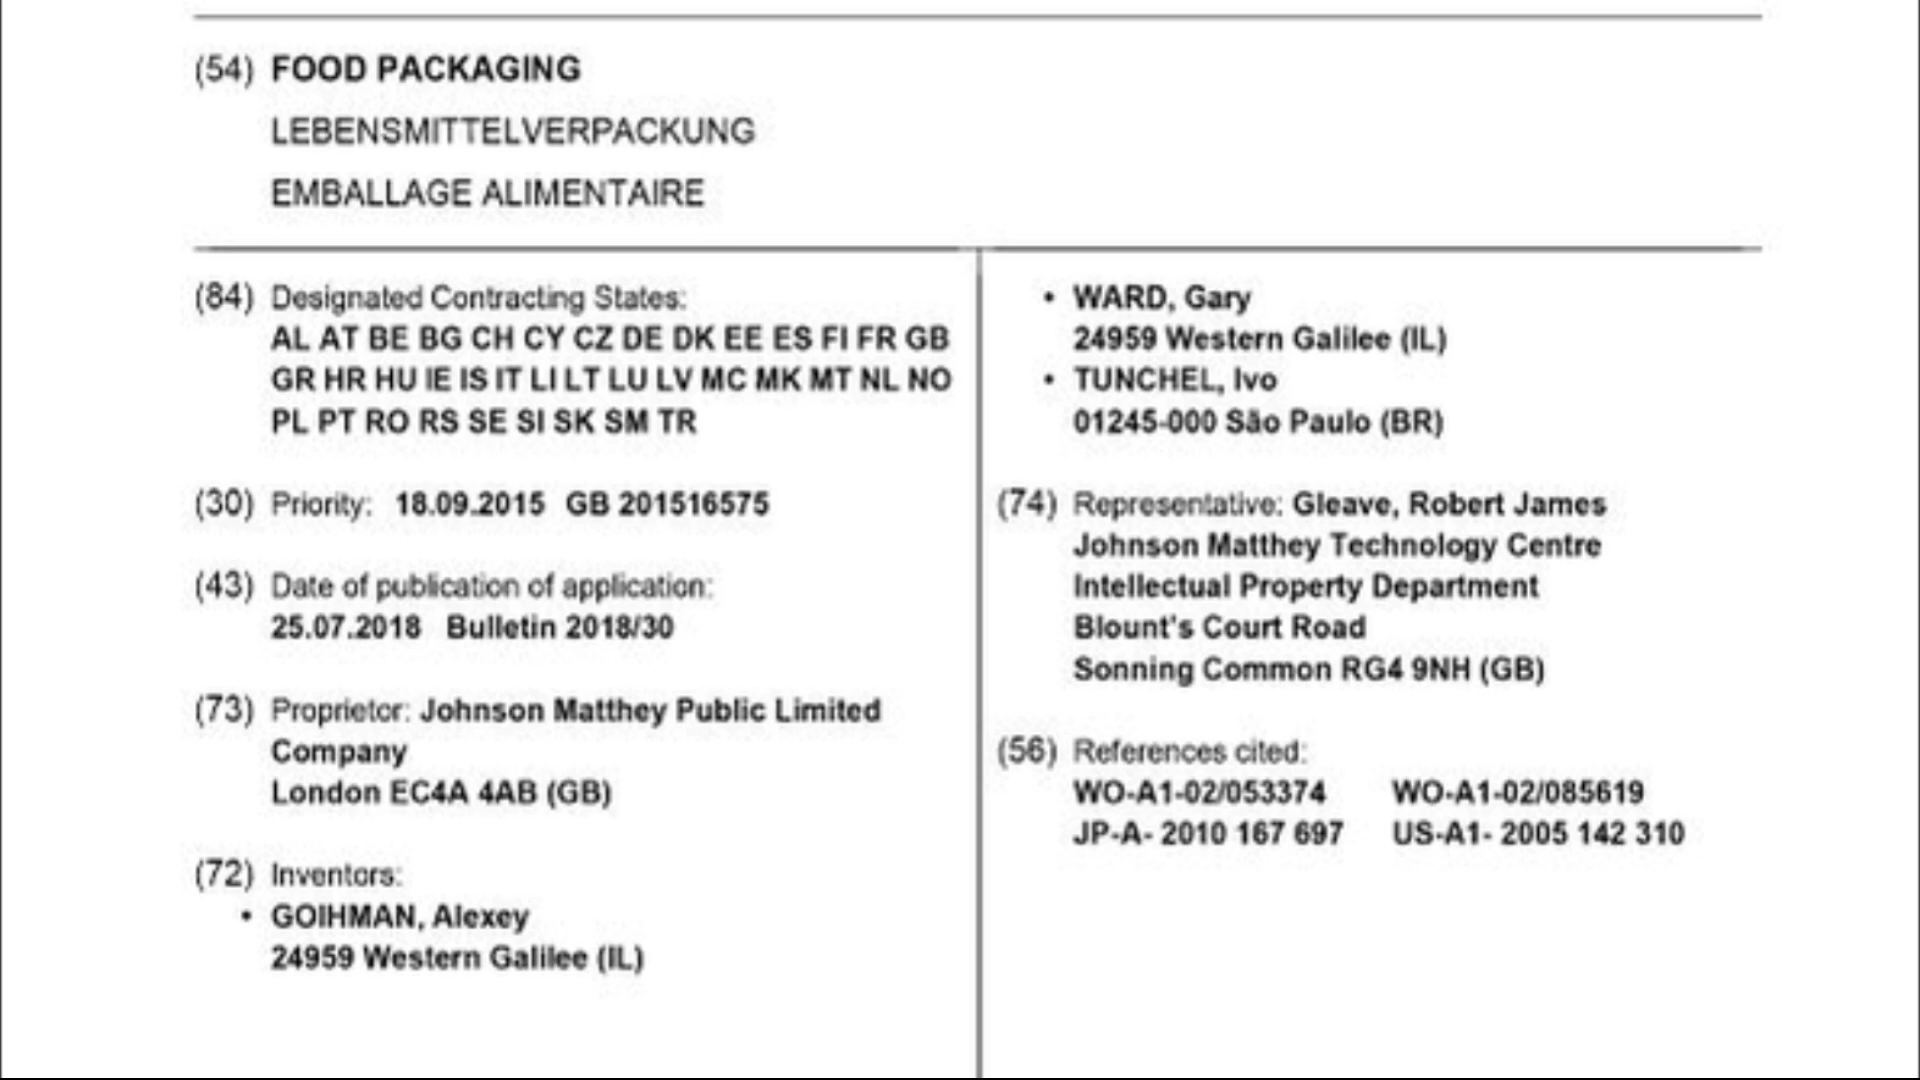 (54) FOOD PACKAGING
LEBENSMITTELVERPACKUNG
EMBALLAGE ALIMENTAIRE
(84) Designated Contracting States:
AL AT BE BG CH CY CZ DE DK EE ES FI FR GB
GR HR HU IE IS IT LI LT LU LV MC MK MT NL NO
PL PT RO RS SE SI SK SM TR
(30) Priority: 18.09.2015 GB 201516575
(43) Date of publication of application:
25.07.2018 Bulletin 2018/30
(73) Proprietor: Johnson Matthey Public Limited
Company
London EC4A 4AB (GB)
(72) Inventors:
• GOIHMAN, Alexey
24959 Western Galilee (IL)
• WARD, Gary
24959 Western Galilee (IL)
• TUNCHEL, Ivo
01245-000 São Paulo (BR)
(74) Representative: Gleave, Robert James
Johnson Matthey Technology Centre
Intellectual Property Department
Blount's Court Road
Sonning Common RG4 9NH (GB)
(56) References cited:
WO-A1-02/053374 WO-A1-02/085619
JP-A- 2010 167 697 US-A1- 2005 142 310